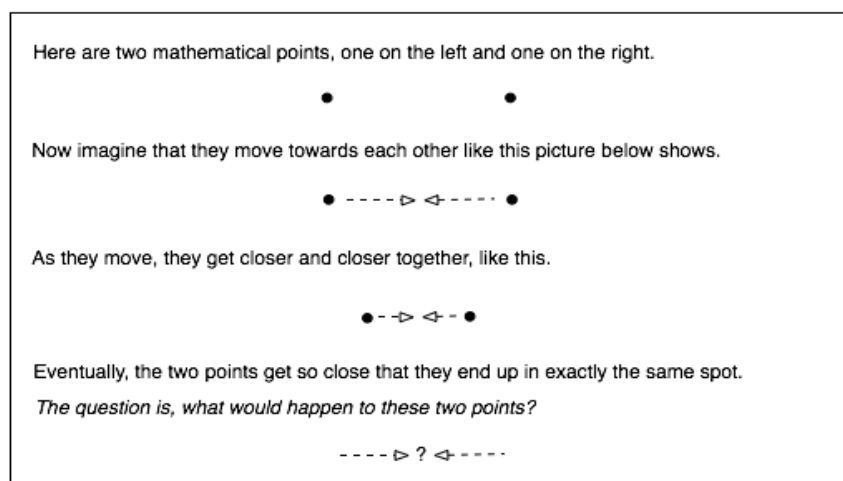 Here are two mathematical points, one on the left and one on the right.
Now imagine that they move towards each other like this picture below shows.
As they move, they get closer and closer together, like this.
Eventually, the two points get so close that they end up in exactly the same spot.
The question is, what would happen to these two points?
?